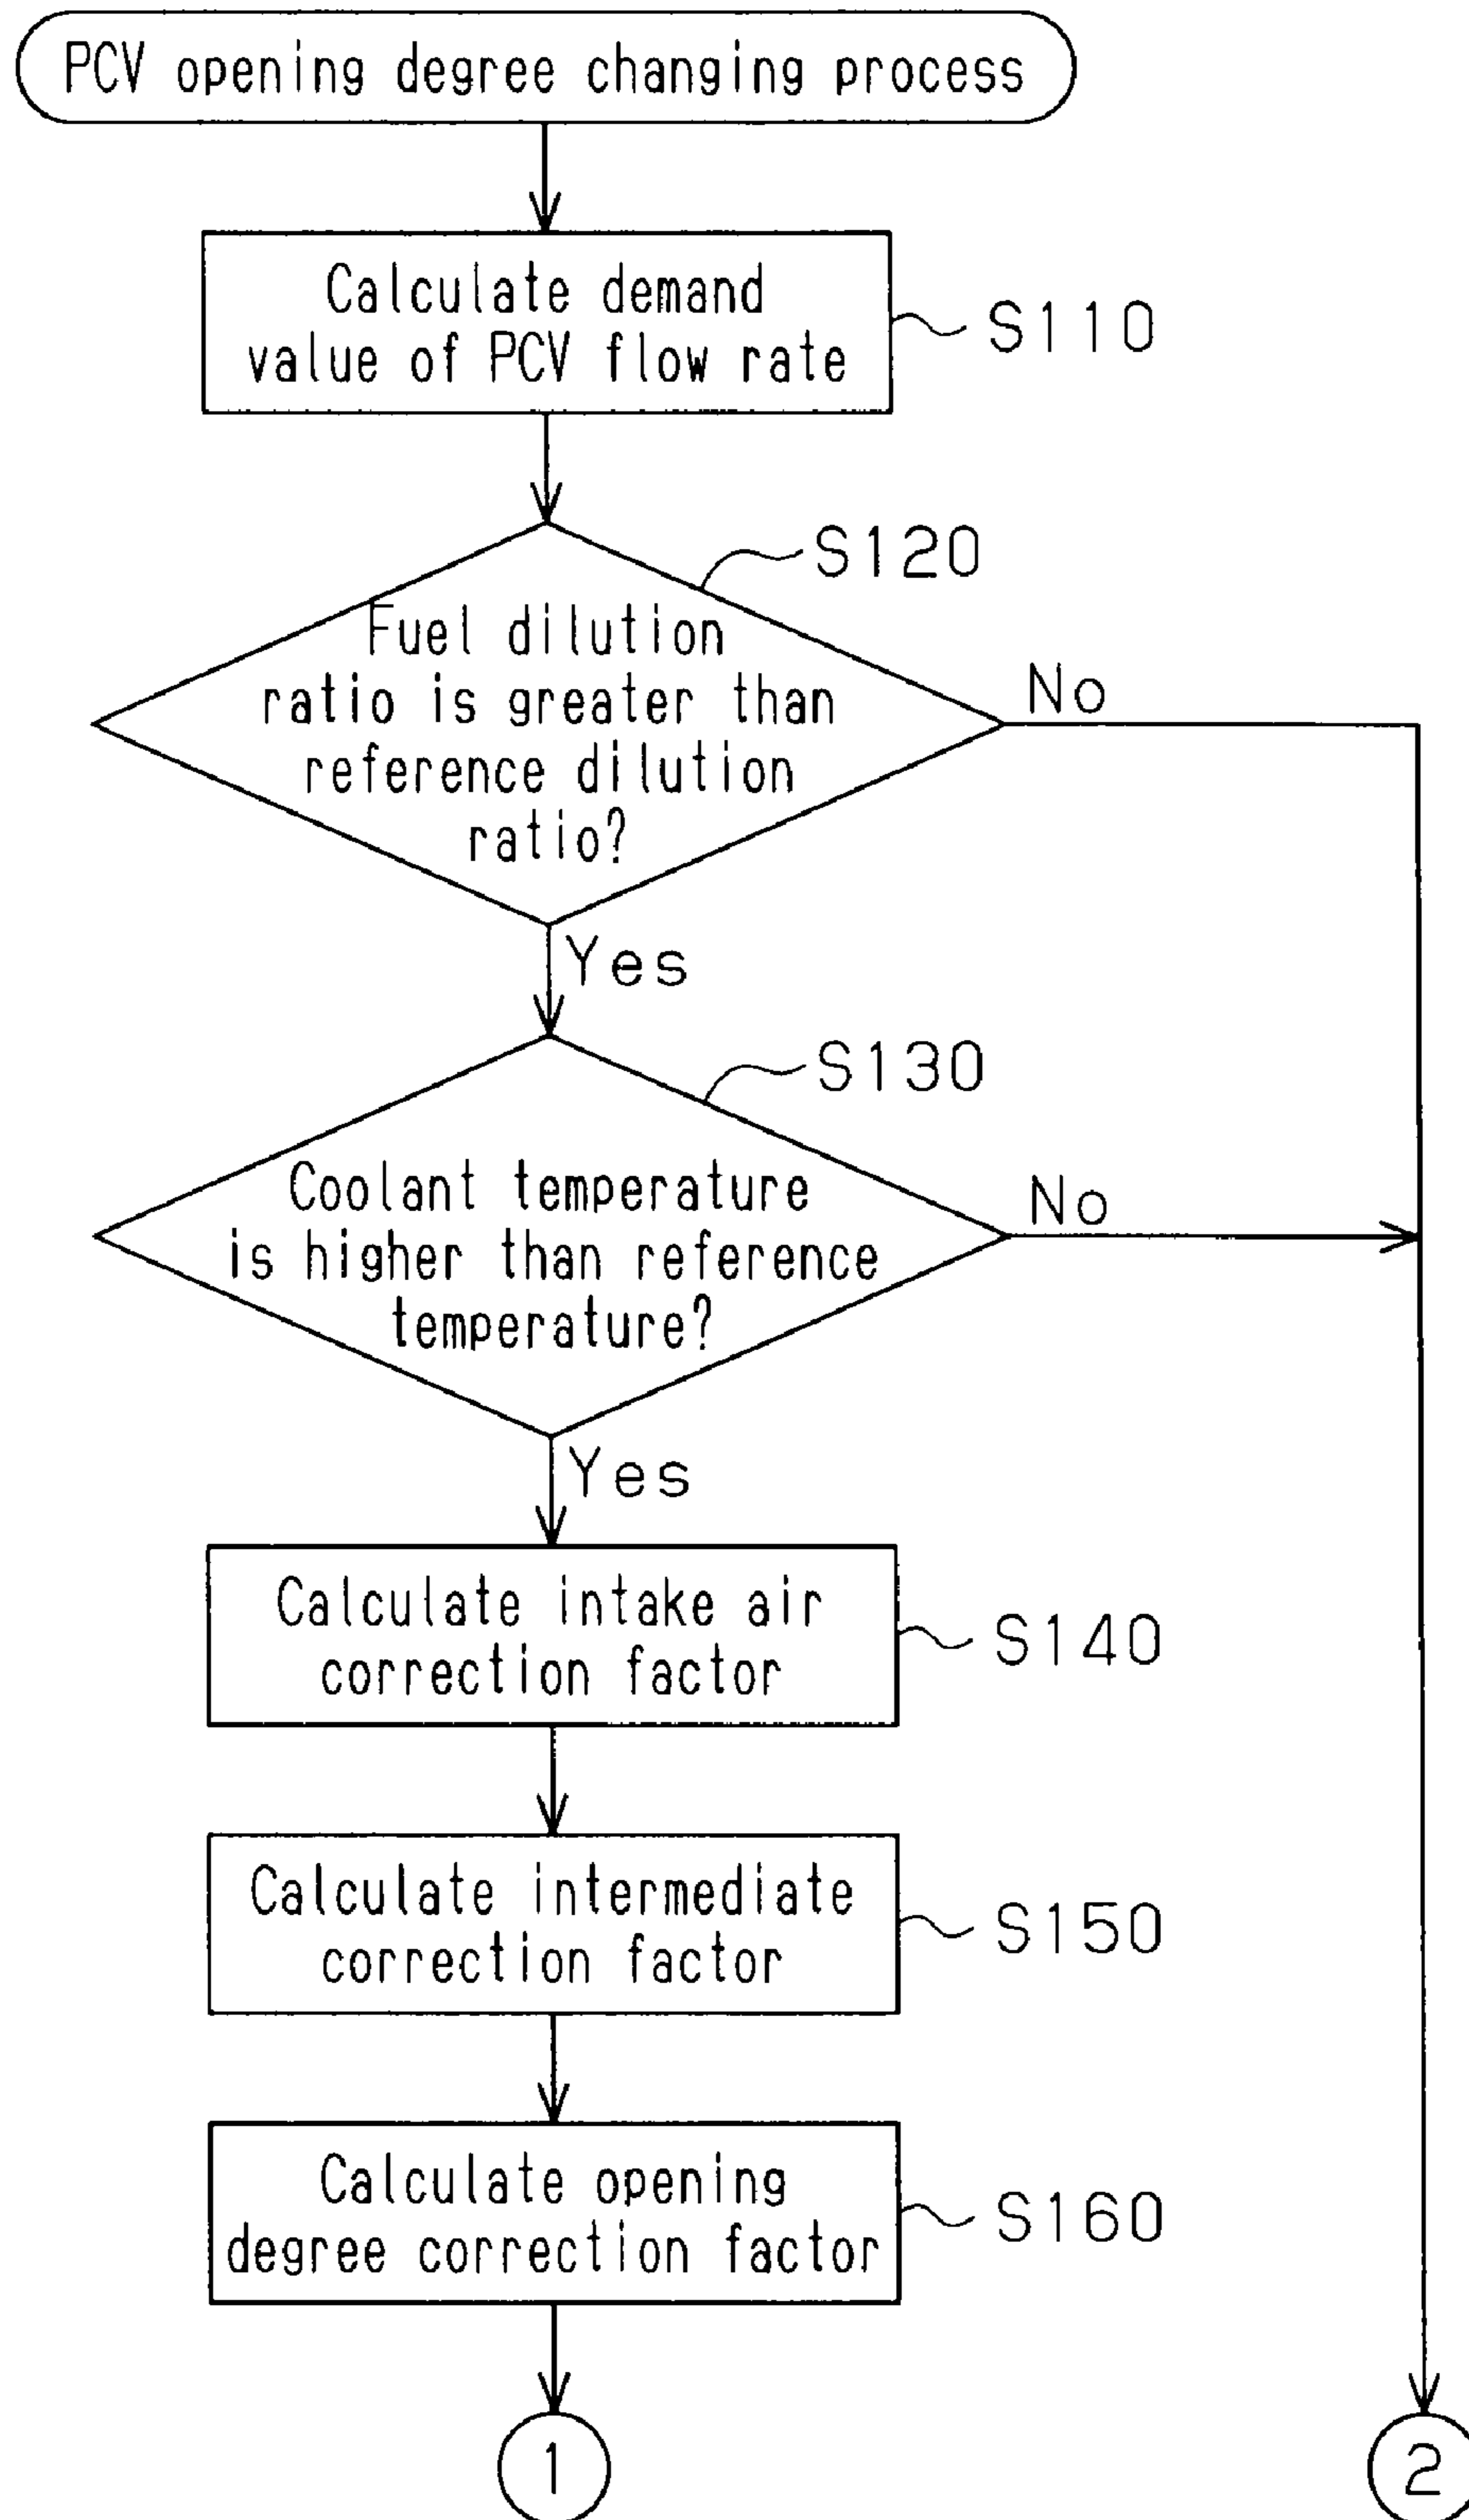 PCV opening degree changing process
Calculate demand
value of PCV flow rate
S110
S120
Fuel dilution
ratio is greater than
reference dilution
ratio?
No
Yes
S130
Coolant temperature
is higher than reference
temperature?
No
Yes
Calculate intake air
correction factor
S140
Calculate intermediate
correction factor
S150
Calculate opening
degree correction factor
S160
1
2